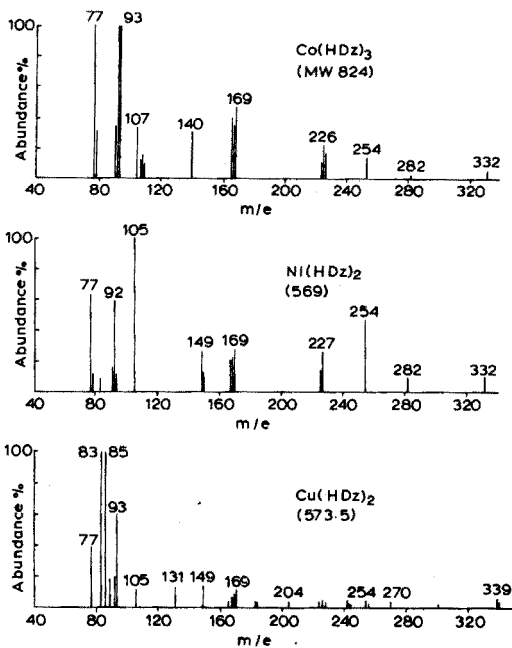 77 93
100
Co(HDz)3
(MW 824)
Abundance %
107 140 169 226 254 282 332
40 80 120 160 200 240 280 320
m/e
105
100
Ni(HDz)2
(569)
Abundance %
77 92 149 169 227 254 282 332
40 80 120 160 200 240 280 320
m/e
83 85
100
Cu(HDz)2
(573.5)
Abundance %
77 93 105 131 149 169 204 254 270 339
40 80 120 160 200 240 280 320
m/e